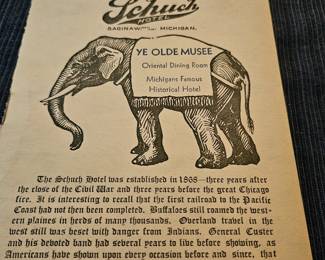 Schuch
HOTEL
SAGINAW, MICHIGAN.
YE OLDE MUSEE
Oriental Dining Room
Michigans Famous
Historical Hotel
The Schuch Hotel was established in 1868—three years after
the close of the Civil War and three years before the great Chicago
fire. It is interesting to recall that the first railroad to the Pacific
Coast had not then been completed. Buffaloes still roamed the west-
ern plaines in herds of many thousands. Overland travel in the
west still was beset with danger from Indians. General Custer
and his devoted band had several years to live before showing, as
Americans have shown upon every occasion before and since, that